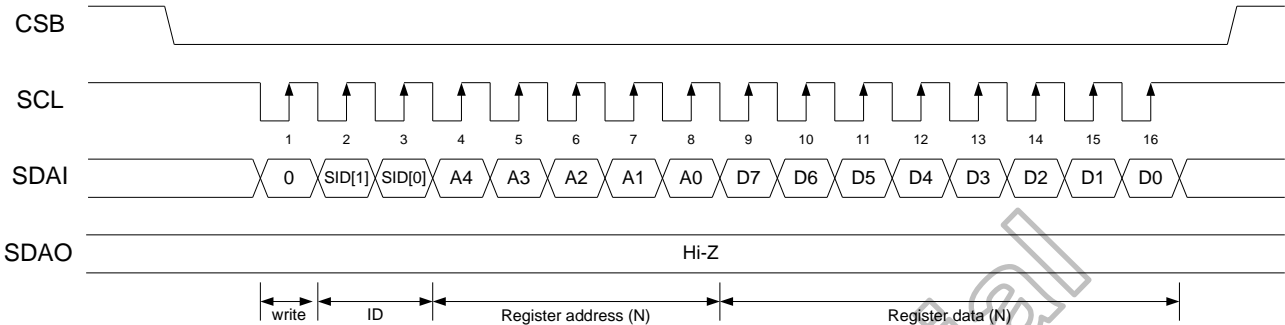 CSB
SCL
1 2 3 4 5 6 7 8 9 10 11 12 13 14 15 16
SDAI 0 SID[1] SID[0] A4 A3 A2 A1 A0 D7 D6 D5 D4 D3 D2 D1 D0
SDAO Hi-Z
write ID Register address (N) Register data (N)